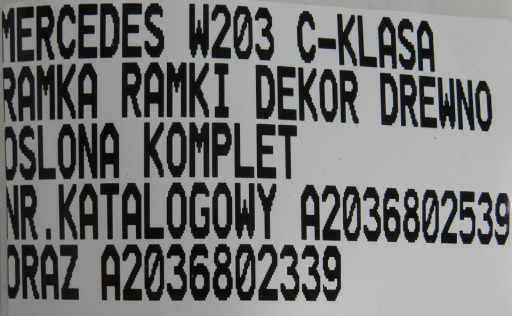 MERCEDES W203 C-KLASA
RAMKA RAMKI DEKOR DREWNO
OSLONA KOMPLET
NR.KATALOGOWY A2036802539
ORAZ A2036802339